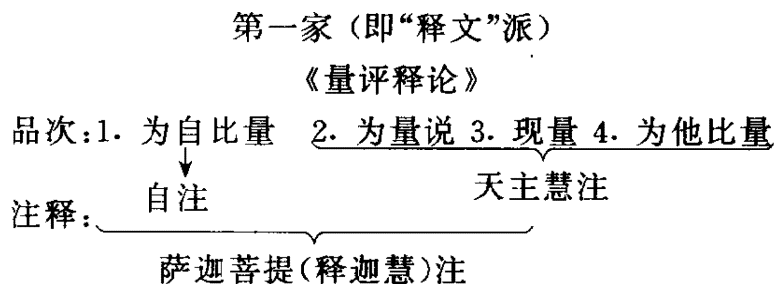 第一家（即“释文”派）
《量评释论》
品次：1．为自比量 2．为量说 3．现量 4．为他比量
自注 天主慧注
注释：
萨迦菩提（释迦慧）注